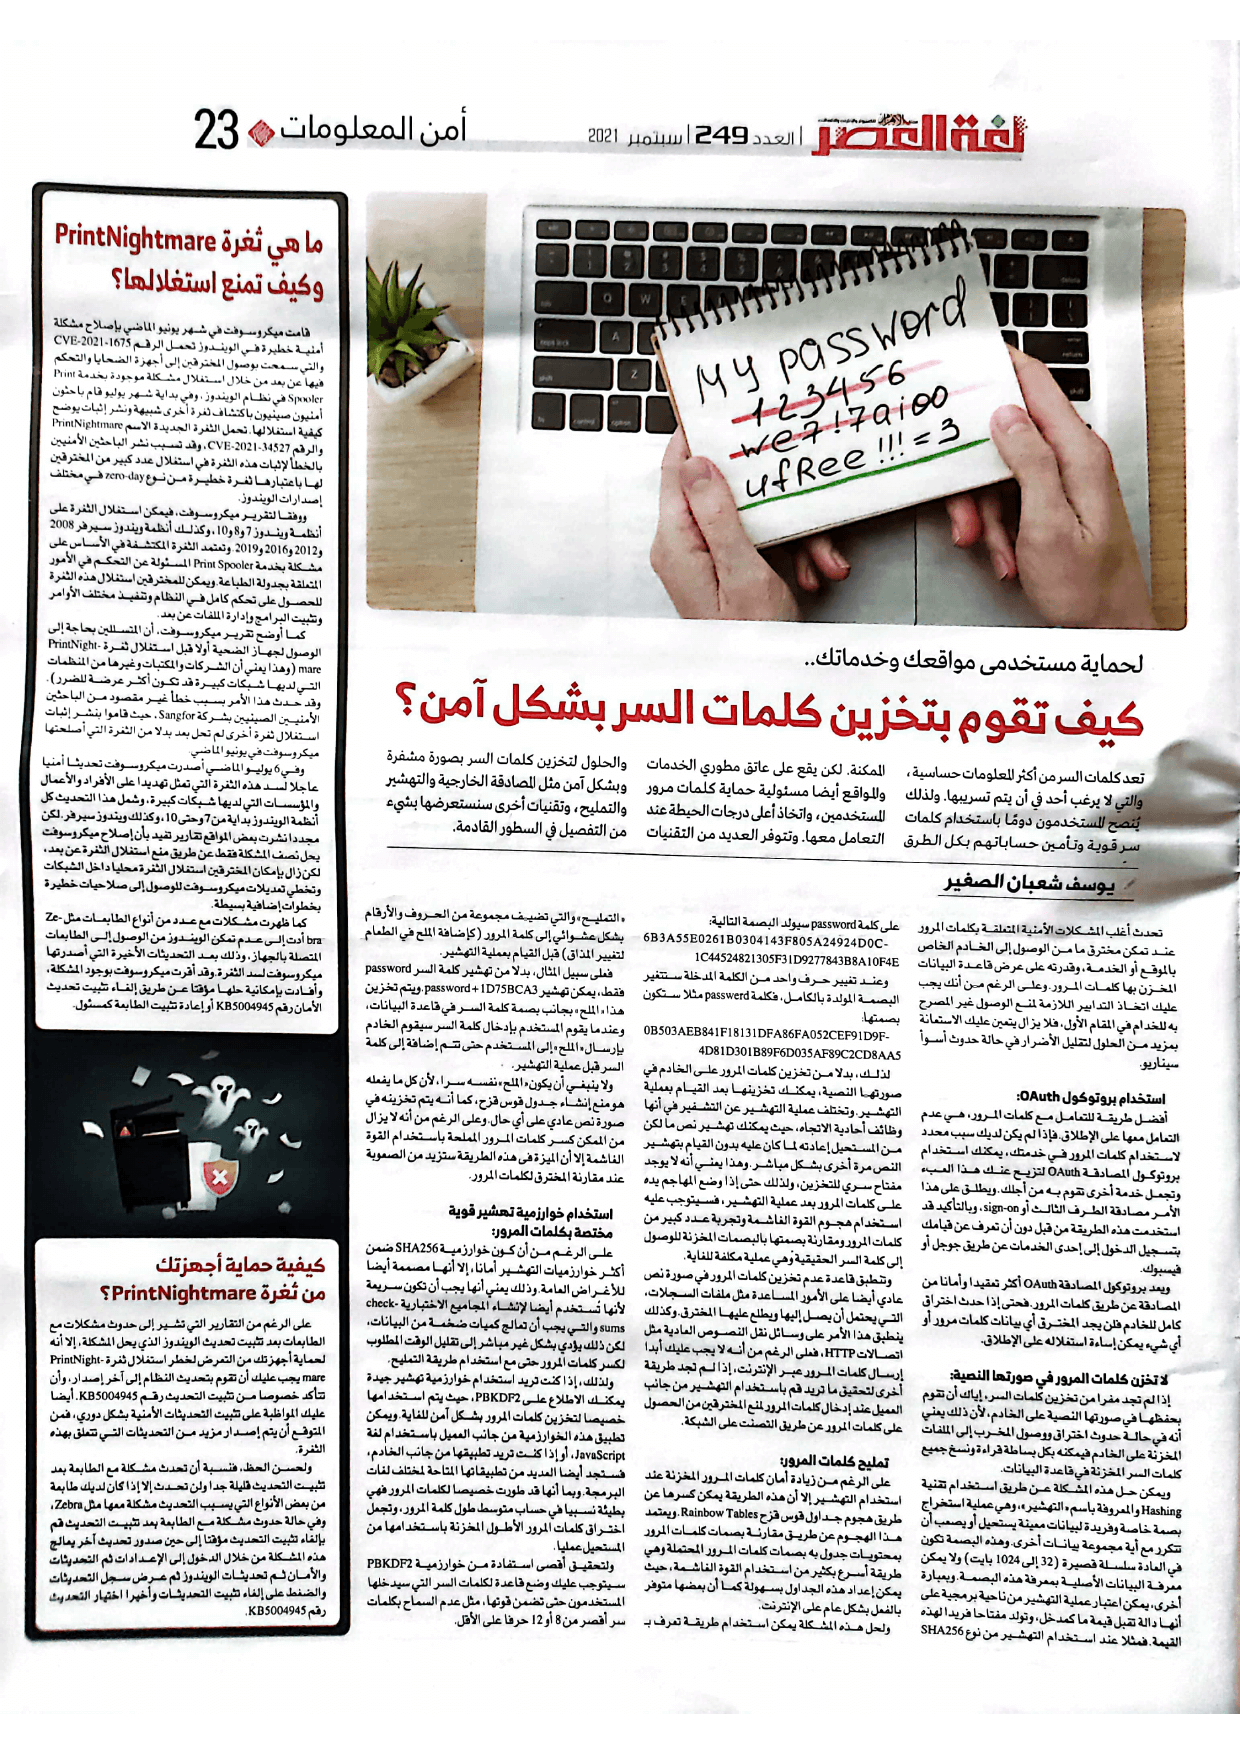 لغة العصر
العدد 249 | سبتمبر 2021
أمن المعلومات
23
MY PASSWORD
123456
we7!7aioo
ufRee!!!=3
لحماية مستخدمى مواقعك وخدماتك..
كيف تقوم بتخزين كلمات السر بشكل آمن؟
تعد كلمات السر من أكثر المعلومات حساسية،
والتي لا يرغب أحد في أن يتم تسريبها. ولذلك
يُنصح المستخدمون دومًا باستخدام كلمات
سر قوية وتأمين حساباتهم بكل الطرق
الممكنة. لكن يقع على عاتق مطوري الخدمات
والمواقع أيضا مسئولية حماية كلمات مرور
المستخدمين، واتخاذ أعلى درجات الحيطة عند
التعامل معها. وتتوفر العديد من التقنيات
والحلول لتخزين كلمات السر بصورة مشفرة
وبشكل آمن مثل المصادقة الخارجية والتهشير
والتمليح، وتقنيات أخرى سنستعرضها بشيء
من التفصيل في السطور القادمة.
يوسف شعبان الصغير
تحدث أغلب المشكلات الأمنية المتعلقة بكلمات المرور
عند تمكن مخترق ما من الوصول إلى الخادم الخاص
بالموقع أو الخدمة، وقدرته على عرض قاعدة البيانات
المخزن بها كلمات المرور. وعلى الرغم من أنك يجب
عليك اتخاذ التدابير اللازمة لمنع الوصول غير المصرح
به للخدام في المقام الأول، فلا يزال يتعين عليك الاستعانة
بمزيد من الحلول لتقليل الأضرار في حالة حدوث أسوأ
سيناريو.
استخدام بروتوكول OAuth:
أفضل طريقة للتعامل مع كلمات المرور، هي عدم
التعامل معها على الإطلاق. فإذا لم يكن لديك سبب محدد
لاستخدام كلمات المرور في خدمتك، يمكنك استخدام
بروتوكول المصادقة OAuth لتزيح عنك هذا العبء
وتجعل خدمة أخرى تقوم به من أجلك. ويطلق على هذا
الأمر مصادقة الطرف الثالث أو sign-on، وبالتأكيد قد
استخدمت هذه الطريقة من قبل دون أن تعرف عن قيامك
بتسجيل الدخول إلى إحدى الخدمات عن طريق جوجل أو
فيسبوك.
ويعد بروتوكول المصادقة OAuth أكثر تعقيدا وأمانا من
المصادقة عن طريق كلمات المرور. فحتى إذا حدث اختراق
كامل للخادم فلن يجد المخترق أي بيانات كلمات مرور أو
أي شيء يمكن إساءة استغلاله على الإطلاق.
لا تخزن كلمات المرور في صورتها النصية:
إذا لم تجد مفرا من تخزين كلمات السر، إياك أن تقوم
بحفظها في صورتها النصية على الخادم، لأن ذلك يعني
أنه في حالة حدوث اختراق ووصول المخرب إلى الملفات
المخزنة على الخادم فيمكنه بكل بساطة قراءة ونسخ جميع
كلمات السر المخزنة في قاعدة البيانات.
ويمكن حل هذه المشكلة عن طريق استخدام تقنية
Hashing والمعروفة باسم «التهشير»، وهي عملية استخراج
بصمة خاصة وفريدة لبيانات معينة يستحيل أو يصعب أن
تتكرر مع أية مجموعة بيانات أخرى. وهذه البصمة تكون
في العادة سلسلة قصيرة (32 إلى 1024 بايت) ولا يمكن
معرفة البيانات الأصلية بمعرفة هذه البصمة. وبعبارة
أخرى، يمكن اعتبار عملية التهشير من ناحية برمجية على
أنها دالة تقبل قيمة ما كمدخل، وتولد مفتاحا فريدا لهذه
القيمة. فمثلا عند استخدام التهشير من نوع SHA256
على كلمة password سيولد البصمة التالية:
6B3A55E0261B0304143F805A24924D0C-
1C44524821305F31D9277843B8A10F4E
وعند تغيير حرف واحد من الكلمة المدخلة ستتغير
البصمة المولدة بالكامل، فكلمة passwerd مثلا ستكون
بصمتها:
0B503AEB841F18131DFA86FA052CEF91D9F-
4D81D301B89F6D035AF89C2CD8AA5
لذلك، بدلا من تخزين كلمات المرور على الخادم في
صورتها النصية، يمكنك تخزينها بعد القيام بعملية
التهشير. وتختلف عملية التهشير عن التشفير في أنها
وظائف أحادية الاتجاه، حيث يمكنك تهشير نص ما لكن
من المستحيل إعادته لما كان عليه بدون القيام بتهشير
النص مرة أخرى بشكل مباشر. وهذا يعني أنه لا يوجد
مفتاح سري للتخزين، ولذلك حتى إذا وضع المهاجم يده
على كلمات المرور بعد عملية التهشير، فسيتوجب عليه
استخدام هجوم القوة الغاشمة وتجربة عدد كبير من
كلمات المرور ومقارنة بصمتها بالبصمات المخزنة للوصول
إلى كلمة السر الحقيقية وهي عملية مكلفة للغاية.
وتنطبق قاعدة عدم تخزين كلمات المرور في صورة نص
عادي أيضا على الأمور المساعدة مثل ملفات السجلات،
التي يحتمل أن يصل إليها ويطلع عليها المخترق. وكذلك
ينطبق هذا الأمر على وسائل نقل النصوص العادية مثل
اتصالات HTTP، فعلى الرغم من أنه لا يجب عليك أبدا
إرسال كلمات المرور عبر الإنترنت، إذا لم تجد طريقة
أخرى لتحقيق ما تريد قم باستخدام التهشير من جانب
العميل عند إدخال كلمات المرور لمنع المخترقين من الحصول
على كلمات المرور عن طريق التصنت على الشبكة.
تمليح كلمات المرور:
على الرغم من زيادة أمان كلمات المرور المخزنة عند
استخدام التهشير إلا أن هذه الطريقة يمكن كسرها عن
طريق هجوم جداول قوس قزح Rainbow Tables. ويعتمد
هذا الهجوم عن طريق مقارنة بصمات كلمات المرور
بمحتويات جدول به بصمات كلمات المرور المحتملة وهي
طريقة أسرع بكثير من استخدام القوة الغاشمة، حيث
يمكن إعداد هذه الجداول بسهولة كما أن بعضها متوفر
بالفعل بشكل عام على الإنترنت.
ولحل هذه المشكلة يمكن استخدام طريقة تعرف بـ
«التمليح» والتي تضيف مجموعة من الحروف والأرقام
بشكل عشوائي إلى كلمة المرور (كإضافة الملح في الطعام
لتغيير المذاق) قبل القيام بعملية التهشير.
فعلى سبيل المثال، بدلا من تهشير كلمة السر password
فقط، يمكن تهشير password+1D75BCA3. ويتم تخزين
هذا «الملح» بجانب بصمة كلمة السر في قاعدة البيانات،
وعندما يقوم المستخدم بإدخال كلمة السر سيقوم الخادم
بإرسال «الملح» إلى المستخدم حتى تتم إضافة إلى كلمة
السر قبل عملية التهشير.
ولا ينبغي أن يكون «الملح» نفسه سرا، لأن كل ما يفعله
هو منع إنشاء جدول قوس قزح، كما أنه يتم تخزينه في
صورة نص عادي على أي حال. وعلى الرغم من أنه لا يزال
من الممكن كسر كلمات المرور المملحة باستخدام القوة
الغاشمة إلا أن الميزة في هذه الطريقة ستزيد من الصعوبة
عند مقارنة المخترق لكلمات المرور.
استخدام خوارزمية تهشير قوية
مختصة بكلمات المرور:
على الرغم من أن كون خوارزمية SHA256 ضمن
أكثر خوارزميات التهشير أمانا، إلا أنها مصممة أيضا
للأغراض العامة. وذلك يعني أنها يجب أن تكون سريعة
لأنها تُستخدم أيضا لإنشاء المجاميع الاختبارية check-
sums والتي يجب أن تعالج كميات ضخمة من البيانات،
لكن ذلك يؤدي بشكل غير مباشر إلى تقليل الوقت المطلوب
لكسر كلمات المرور حتى مع استخدام طريقة التمليح.
ولذلك، إذا كنت تريد استخدام خوارزمية تهشير جيدة
يمكنك الاطلاع على PBKDF2، حيث يتم استخدامها
خصيصا لتخزين كلمات المرور بشكل آمن للغاية. ويمكن
تطبيق هذه الخوارزمية من جانب العميل باستخدام لغة
JavaScript، أو إذا كنت تريد تطبيقها من جانب الخادم،
فستجد أيضا العديد من تطبيقاتها المتاحة لمختلف لغات
البرمجة. وبما أنها قد طورت خصيصا لكلمات المرور فهي
بطيئة نسبيا في حساب متوسط طول كلمة المرور، وتجعل
اختراق كلمات المرور الأطول المخزنة باستخدامها من
المستحيل عمليا.
ولتحقيق أقصى استفادة من خوارزمية PBKDF2
سيتوجب عليك وضع قاعدة لكلمات السر التي سيدخلها
المستخدمون حتى تضمن قوتها، مثل عدم السماح بكلمات
سر أقصر من 8 أو 12 حرفا على الأقل.
ما هي ثغرة PrintNightmare
وكيف تمنع استغلالها؟
قامت ميكروسوفت في شهر يونيو الماضي بإصلاح مشكلة
أمنية خطيرة في الويندوز تحمل الرقم CVE-2021-1675
والتي سمحت بوصول المخترقين إلى أجهزة الضحايا والتحكم
فيها عن بعد من خلال استغلال مشكلة موجودة بخدمة Print
Spooler في نظام الويندوز. وفي بداية شهر يوليو قام باحثون
أمنيون صينيون باكتشاف ثغرة أخرى شبيهة ونشر إثبات يوضح
كيفية استغلالها. تحمل الثغرة الجديدة الاسم PrintNightmare
والرقم CVE-2021-34527، وقد تسبب نشر الباحثين الأمنيين
بالخطأ لإثبات هذه الثغرة في استغلال عدد كبير من المخترقين
لها باعتبارها ثغرة خطيرة من نوع zero-day في مختلف
إصدارات الويندوز.
ووفقا لتقرير ميكروسوفت، فيمكن استغلال الثغرة على
أنظمة ويندوز 7 و8 و10، وكذلك أنظمة ويندوز سيرفر 2008
و2012 و2016 و2019. وتعتمد الثغرة المكتشفة في الأساس على
مشكلة بخدمة Print Spooler المسئولة عن التحكم في الأمور
المتعلقة بجدولة الطباعة. ويمكن للمخترقين استغلال هذه الثغرة
للحصول على تحكم كامل في النظام وتنفيذ مختلف الأوامر
وتثبيت البرامج وإدارة الملفات عن بعد.
كما أوضح تقرير ميكروسوفت، أن المتسللين بحاجة إلى
الوصول لجهاز الضحية أولا قبل استغلال ثغرة PrintNight-
mare (وهذا يعني أن الشركات والمكتبات وغيرها من المنظمات
التي لديها شبكات كبيرة قد تكون أكثر عرضة للضرر).
وقد حدث هذا الأمر بسبب خطأ غير مقصود من الباحثين
الأمنيين الصينيين بشركة Sangfor، حيث قاموا بنشر إثبات
استغلال ثغرة أخرى لم تحل بعد بدلا من الثغرة التي أصلحتها
ميكروسوفت في يونيو الماضي.
وفي 6 يوليو الماضي أصدرت ميكروسوفت تحديثا أمنيا
عاجلا لسد هذه الثغرة التي تمثل تهديدا على الأفراد والأعمال
والمؤسسات التي لديها شبكات كبيرة، وشمل هذا التحديث كل
أنظمة الويندوز بداية من 7 وحتى 10، وكذلك ويندوز سيرفر. لكن
مجددا نشرت بعض المواقع تقارير تفيد بأن إصلاح ميكروسوفت
يحل نصف المشكلة فقط عن طريق منع استغلال الثغرة عن بعد،
لكن زال بإمكان المخترقين استغلال الثغرة محليا داخل الشبكات
وتخطي تعديلات ميكروسوفت للوصول إلى صلاحيات خطيرة
بخطوات إضافية بسيطة.
كما ظهرت مشكلات مع عدد من أنواع الطابعات مثل Ze-
bra أدت إلى عدم تمكن الويندوز من الوصول إلى الطابعات
المتصلة بالجهاز، وذلك بعد التحديثات الأخيرة التي أصدرتها
ميكروسوفت لسد الثغرة. وقد أقرت ميكروسوفت بوجود المشكلة،
وأفادت بإمكانية حلها مؤقتا عن طريق إلغاء تثبيت تحديث
الأمان رقم KB5004945 أو إعادة تثبيت الطابعة كمسئول.
كيفية حماية أجهزتك
من ثغرة PrintNightmare؟
على الرغم من التقارير التي تشير إلى حدوث مشكلات مع
الطابعات بعد تثبيت تحديث الويندوز الذي يحل المشكلة، إلا أنه
لحماية أجهزتك من التعرض لخطر استغلال ثغرة PrintNight-
mare يجب عليك أن تقوم بتحديث النظام إلى آخر إصدار، وأن
تتأكد خصوصا من تثبيت التحديث رقم KB5004945. أيضا
عليك المواظبة على تثبيت التحديثات الأمنية بشكل دوري، فمن
المتوقع أن يتم إصدار مزيد من التحديثات التي تتعلق بهذه
الثغرة.
ولحسن الحظ، فنسبة أن تحدث مشكلة مع الطابعة بعد
تثبيت التحديث قليلة جدا ولن تحدث إلا إذا كان لديك طابعة
من بعض الأنواع التي يسبب التحديث مشكلة معها مثل Zebra،
وفي حالة حدوث مشكلة مع الطابعة بعد تثبيت التحديث قم
بإلغاء تثبيت التحديث مؤقتا إلى حين صدور تحديث آخر يعالج
هذه المشكلة من خلال الدخول إلى الإعدادات ثم التحديثات
والأمان ثم تحديثات الويندوز ثم عرض سجل التحديثات
والضغط على إلغاء تثبيت التحديثات وأخيرا اختيار التحديث
رقم KB5004945.